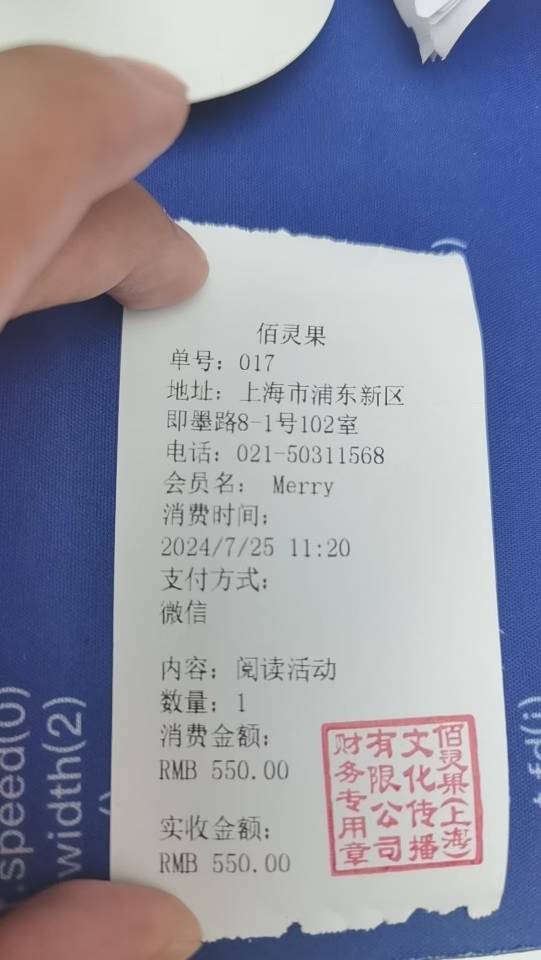 佰灵果
单号：017
地址：上海市浦东新区
即墨路8-1号102室
电话：021-50311568
会员名： Merry
消费时间：
2024/7/25 11:20
支付方式：
微信
内容：阅读活动
数量：1
消费金额：
RMB 550.00
实收金额：
RMB 550.00
佰灵果(上海)
文化传播
有限公司
财务专用章
.speed(0)
width(2)
()